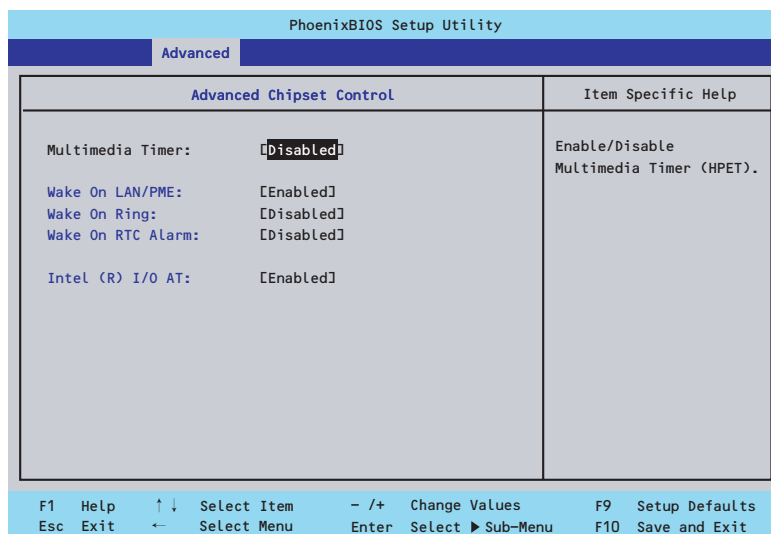 PhoenixBIOS Setup Utility
Advanced
Advanced Chipset Control
Item Specific Help
Multimedia Timer: [Disabled]
Wake On LAN/PME: [Enabled]
Wake On Ring: [Disabled]
Wake On RTC Alarm: [Disabled]
Intel (R) I/O AT: [Enabled]
Enable/Disable
Multimedia Timer (HPET).
F1 Help ↑↓ Select Item - /+ Change Values F9 Setup Defaults
Esc Exit ← Select Menu Enter Select ▶ Sub-Menu F10 Save and Exit